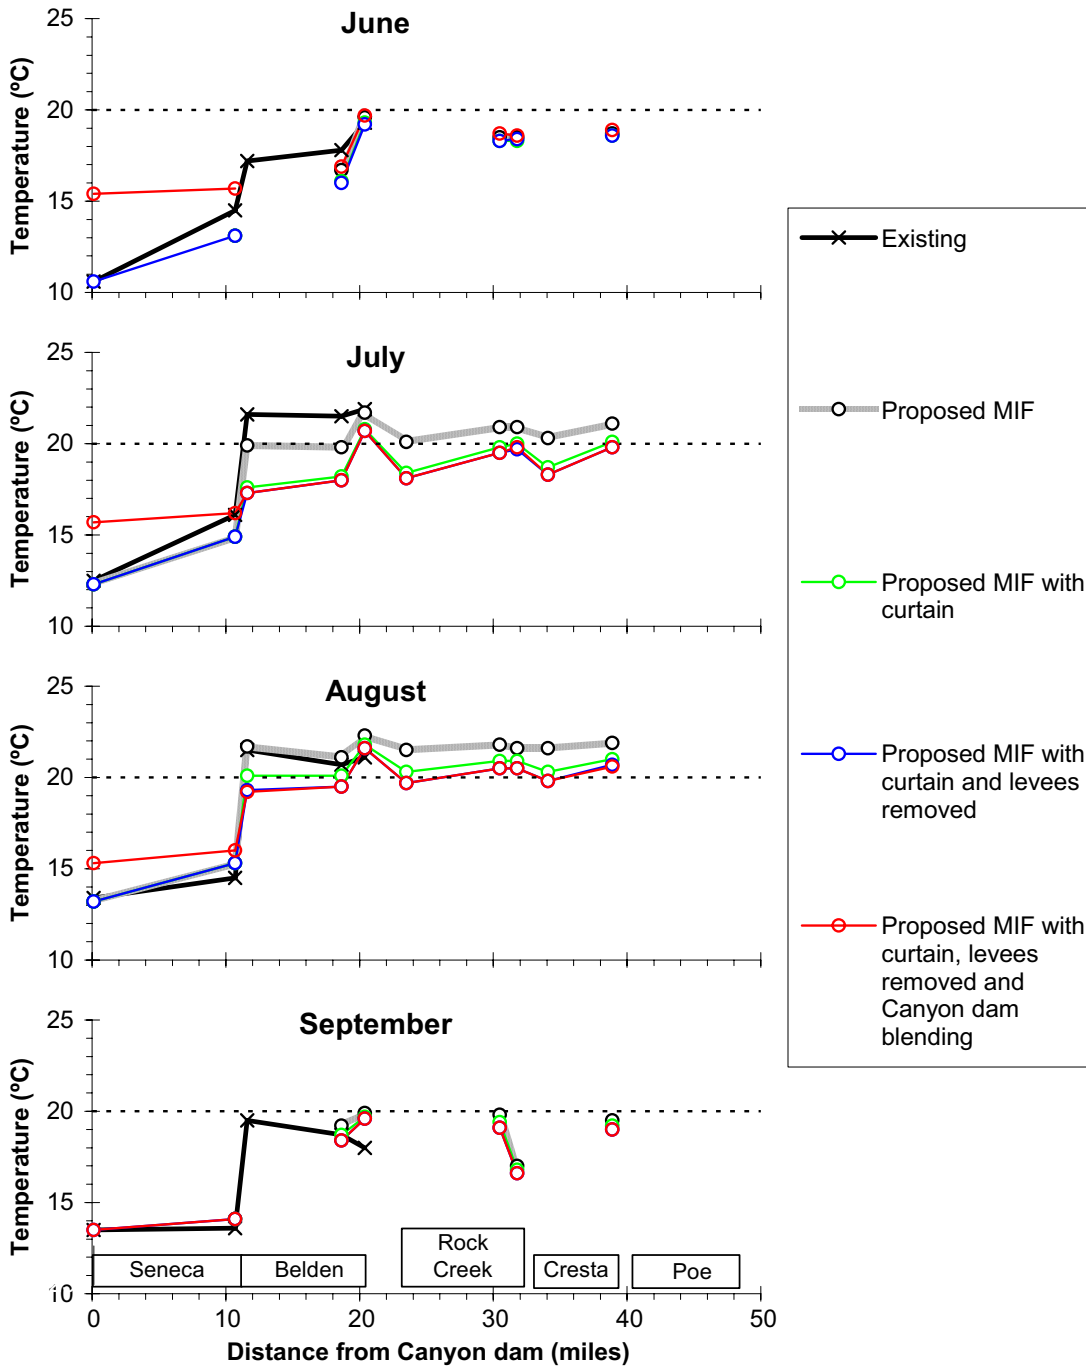 June
25
20
15
10
Temperature (ºC)
July
25
20
15
10
Temperature (ºC)
August
25
20
15
10
Temperature (ºC)
September
25
20
15
10
Temperature (ºC)
Seneca
Belden
Rock
Creek
Cresta
Poe
0 10 20 30 40 50
Distance from Canyon dam (miles)
Existing
Proposed MIF
Proposed MIF with
curtain
Proposed MIF with
curtain and levees
removed
Proposed MIF with
curtain, levees
removed and
Canyon dam
blending